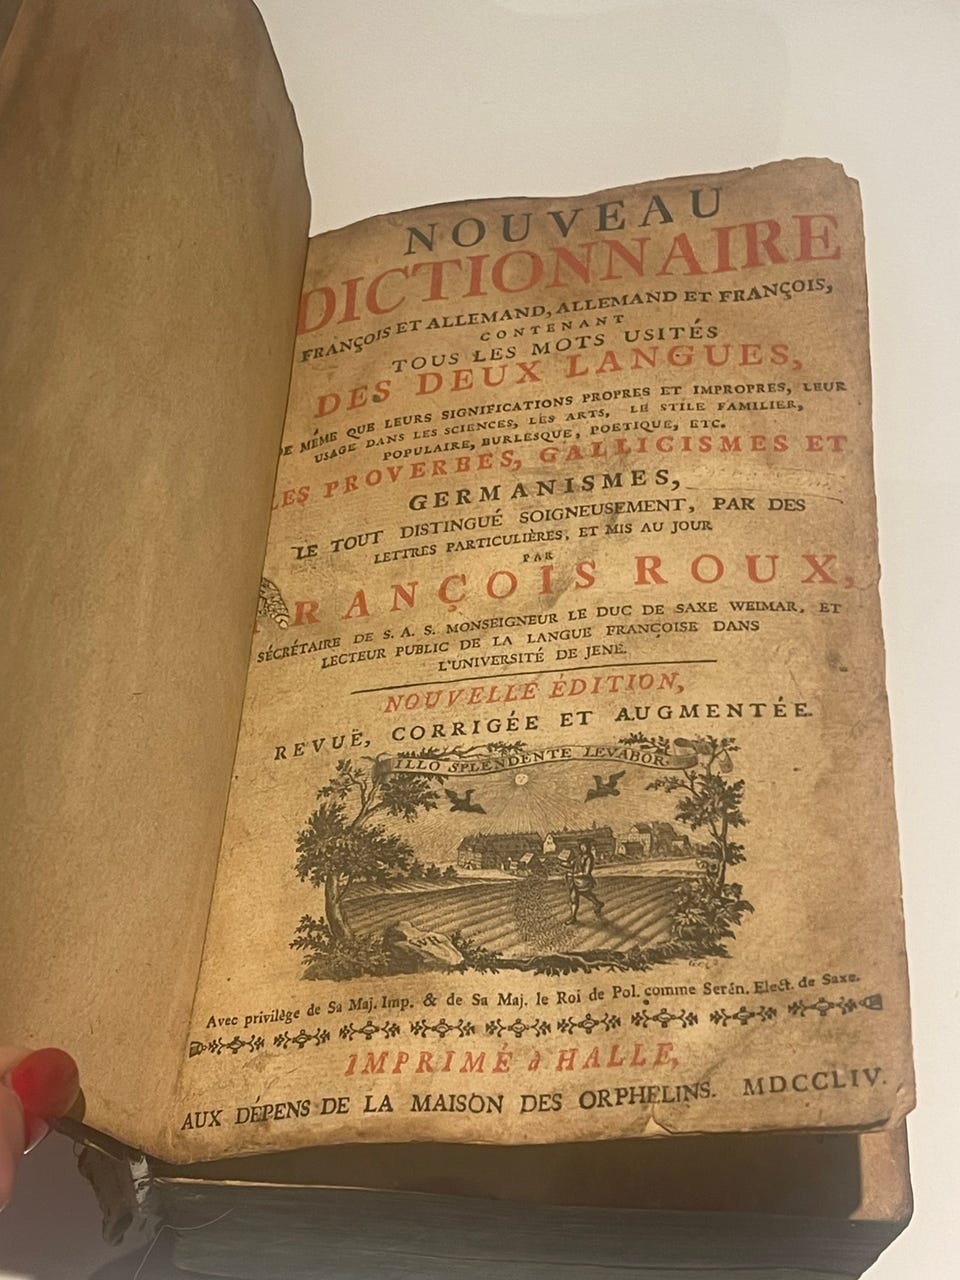 NOUVEAU
DICTIONNAIRE
FRANÇOIS ET ALLEMAND, ALLEMAND ET FRANÇOIS,
CONTENANT
TOUS LES MOTS USITÉS
DES DEUX LANGUES,
DE MÉME QUE LEURS SIGNIFICATIONS PROPRES ET IMPROPRES, LEUR
USAGE DANS LES SCIENCES, LES ARTS, LE STILE FAMILIER,
POPULAIRE, BURLESQUE, POETIQUE, ETC.
LES PROVERBES, GALLICISMES ET
GERMANISMES,
LE TOUT DISTINGUÉ SOIGNEUSEMENT, PAR DES
LETTRES PARTICULIÈRES, ET MIS AU JOUR
PAR
FRANÇOIS ROUX,
SÉCRÉTAIRE DE S. A. S. MONSEIGNEUR LE DUC DE SAXE WEIMAR, ET
LECTEUR PUBLIC DE LA LANGUE FRANÇOISE DANS
L'UNIVERSITÉ DE JENE.
NOUVELLE ÉDITION,
REVUË, CORRIGÉE ET AUGMENTÉE.
ILLO SPLENDENTE LEVABOR.
Avec privilège de Sa Maj. Imp. & de Sa Maj. le Roi de Pol. comme Serén. Elect. de Saxe.
IMPRIMÉ à HALLE,
AUX DÉPENS DE LA MAISON DES ORPHELINS. MDCCLIV.